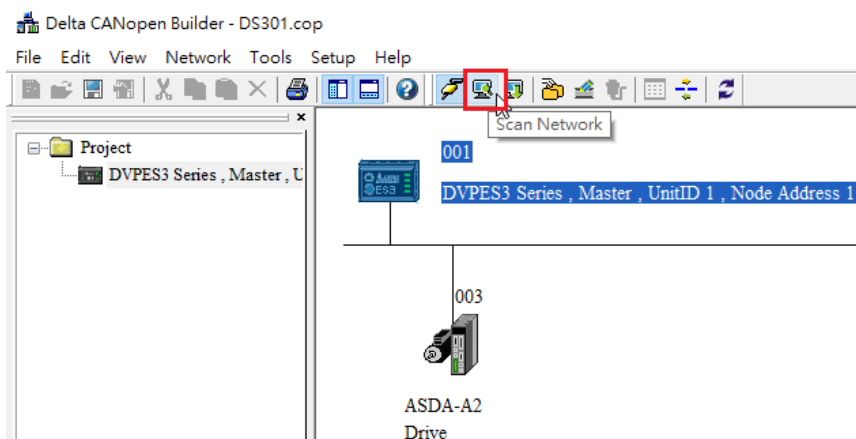 Delta CANopen Builder - DS301.cop
File Edit View Network Tools Setup Help
Scan Network
Project
DVPES3 Series , Master , U
001
DVPES3 Series , Master , UnitID 1 , Node Address 1
003
ASDA-A2
Drive